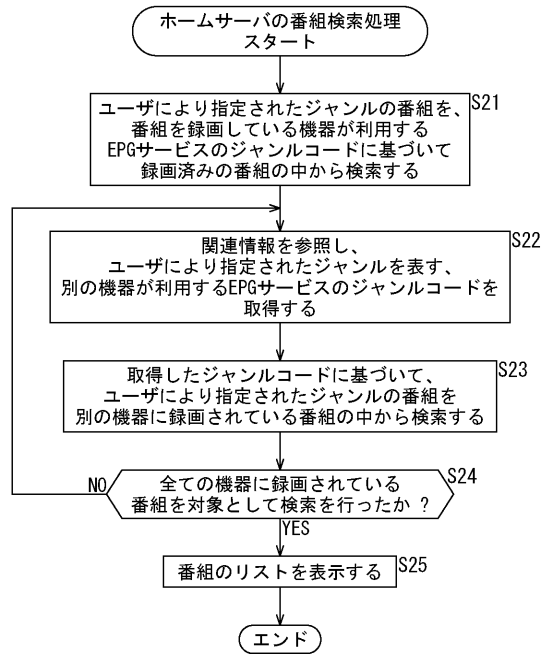 ホームサーバの番組検索処理
スタート
S21
ユーザにより指定されたジャンルの番組を、
番組を録画している機器が利用する
EPGサービスのジャンルコードに基づいて
録画済みの番組の中から検索する
S22
関連情報を参照し、
ユーザにより指定されたジャンルを表す、
別の機器が利用するEPGサービスのジャンルコードを
取得する
S23
取得したジャンルコードに基づいて、
ユーザにより指定されたジャンルの番組を
別の機器に録画されている番組の中から検索する
S24
全ての機器に録画されている
番組を対象として検索を行ったか ?
NO
YES
S25
番組のリストを表示する
エンド